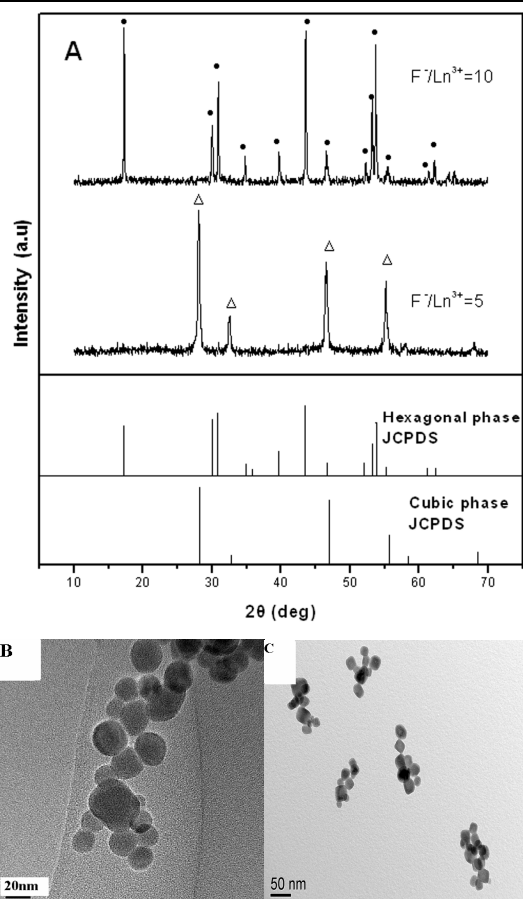 A
F⁻/Ln³⁺=10
F⁻/Ln³⁺=5
Intensity (a.u)
Hexagonal phase
JCPDS
Cubic phase
JCPDS
10 20 30 40 50 60 70
2θ (deg)
B
C
20nm
50 nm